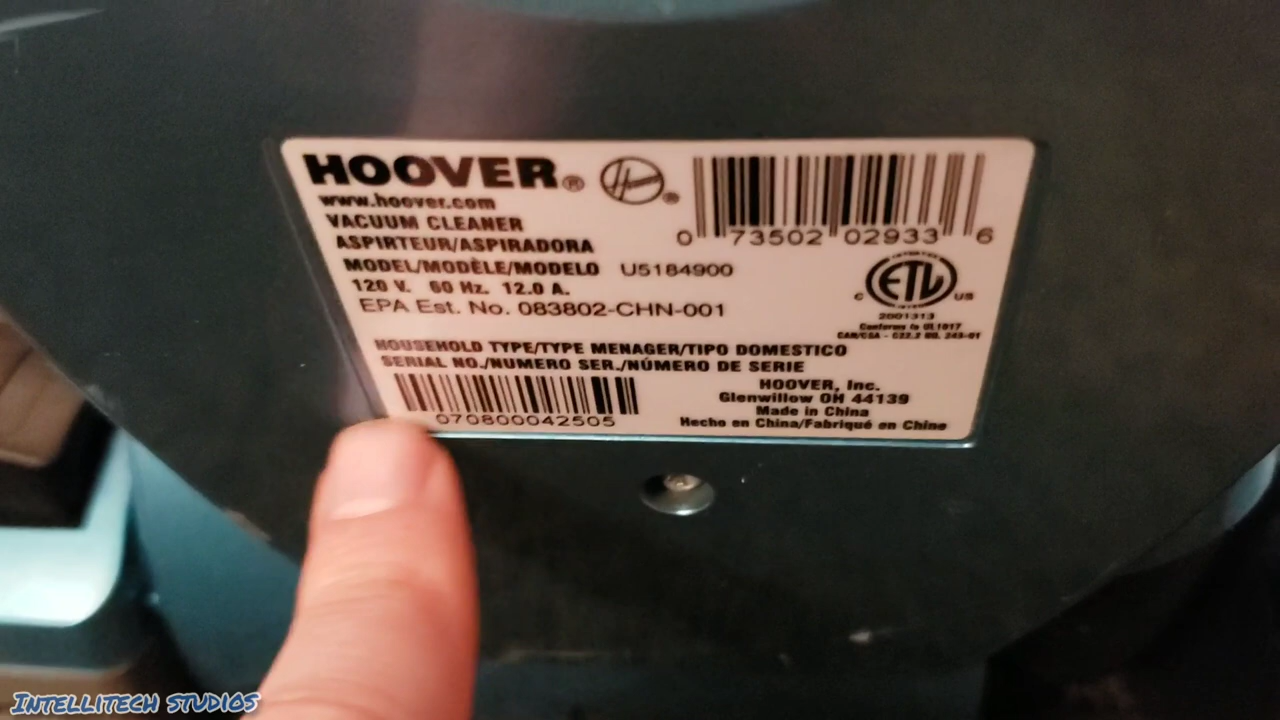 HOOVER®
www.hoover.com
VACUUM CLEANER
ASPIRTEUR/ASPIRADORA
MODEL/MODÈLE/MODELO U5184900
120 V. 60 Hz. 12.0 A.
EPA Est. No. 083802-CHN-001
0 73502 02933 6
ETL
C US
2001313
Conforms to UL1017
CAN/CSA - C22.2 NO. 243-01
HOUSEHOLD TYPE/TYPE MENAGER/TIPO DOMESTICO
SERIAL NO./NUMERO SER./NÚMERO DE SERIE
070800042505
HOOVER, Inc.
Glenwillow OH 44139
Made in China
Hecho en China/Fabriqué en Chine
INTELLITECH STUDIOS